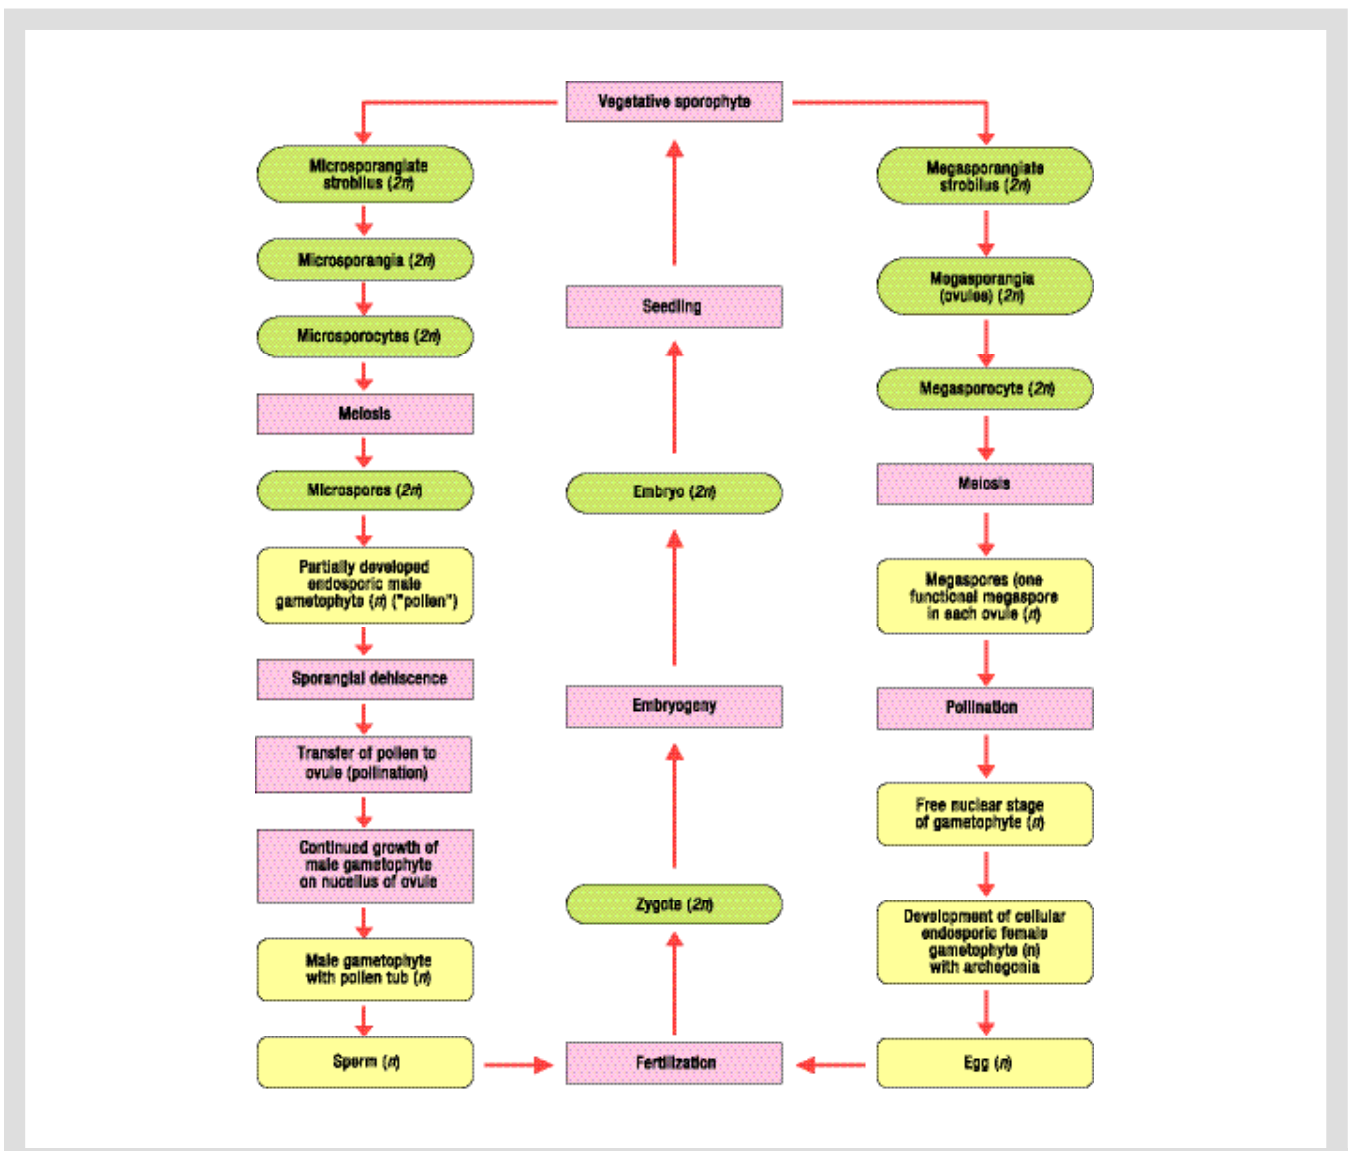 Vegetative sporophyte
Microsporangiate
strobilus (2n)
Microsporangia (2n)
Microsporocytes (2n)
Meiosis
Microspores (2n)
Partially developed
endosporic male
gametophyte (n) ("pollen")
Sporangial dehiscence
Transfer of pollen to
ovule (pollination)
Continued growth of
male gametophyte
on nucellus of ovule
Male gametophyte
with pollen tub (n)
Sperm (n)
Seedling
Embryo (2n)
Embryogeny
Zygote (2n)
Fertilization
Megasporangiate
strobilus (2n)
Megasporangia
(ovules) (2n)
Megasporocyte (2n)
Meiosis
Megaspores (one
functional megaspore
in each ovule (n)
Pollination
Free nuclear stage
of gametophyte (n)
Development of cellular
endosporic female
gametophyte (n)
with archegonia
Egg (n)